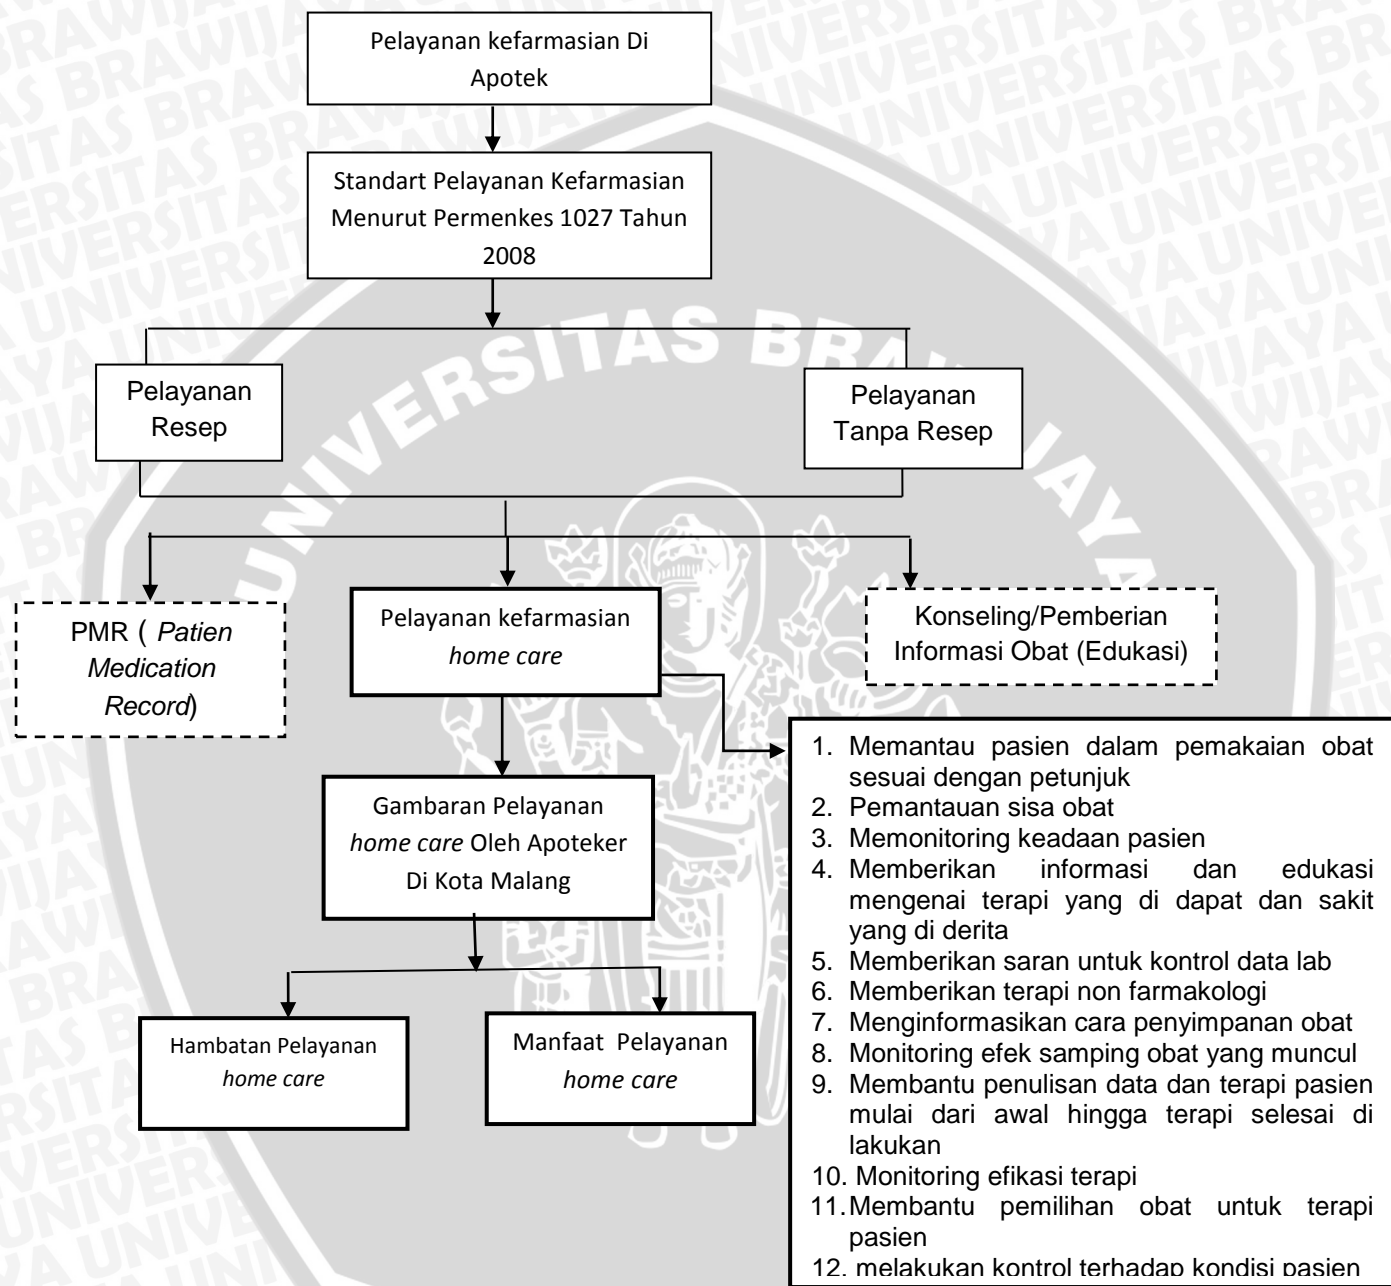 Pelayanan kefarmasian Di
Apotek
Standart Pelayanan Kefarmasian
Menurut Permenkes 1027 Tahun
2008
UNIVERSITAS BRAWIJAYA
Pelayanan
Resep
Pelayanan
Tanpa Resep
PMR ( Patien
Medication
Record)
Pelayanan kefarmasian
home care
Konseling/Pemberian
Informasi Obat (Edukasi)
Gambaran Pelayanan
home care Oleh Apoteker
Di Kota Malang
Hambatan Pelayanan
home care
Manfaat Pelayanan
home care
1. Memantau pasien dalam pemakaian obat
sesuai dengan petunjuk
2. Pemantauan sisa obat
3. Memonitoring keadaan pasien
4. Memberikan informasi dan edukasi
mengenai terapi yang di dapat dan sakit
yang di derita
5. Memberikan saran untuk kontrol data lab
6. Memberikan terapi non farmakologi
7. Menginformasikan cara penyimpanan obat
8. Monitoring efek samping obat yang muncul
9. Membantu penulisan data dan terapi pasien
mulai dari awal hingga terapi selesai di
lakukan
10. Monitoring efikasi terapi
11. Membantu pemilihan obat untuk terapi
pasien
12. melakukan kontrol terhadap kondisi pasien